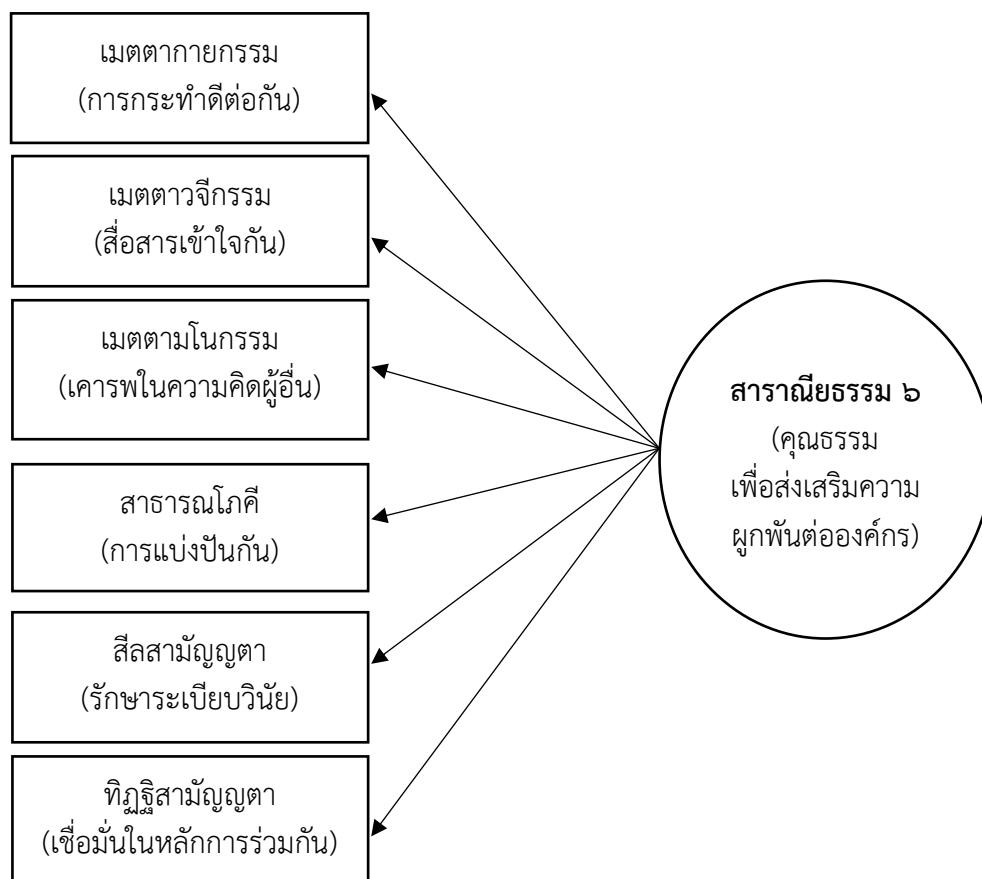 เมตตากายกรรม
(การกระทำดีต่อกัน)
เมตตาวจีกรรม
(สื่อสารเข้าใจกัน)
เมตตามโนกรรม
(เคารพในความคิดผู้อื่น)
สาธารณโภคี
(การแบ่งปันกัน)
สีลสามัญญตา
(รักษาระเบียบวินัย)
ทิฏฐิสามัญญตา
(เชื่อมั่นในหลักการร่วมกัน)
สาราณียธรรม ๖
(คุณธรรม
เพื่อส่งเสริมความ
ผูกพันต่อองค์กร)